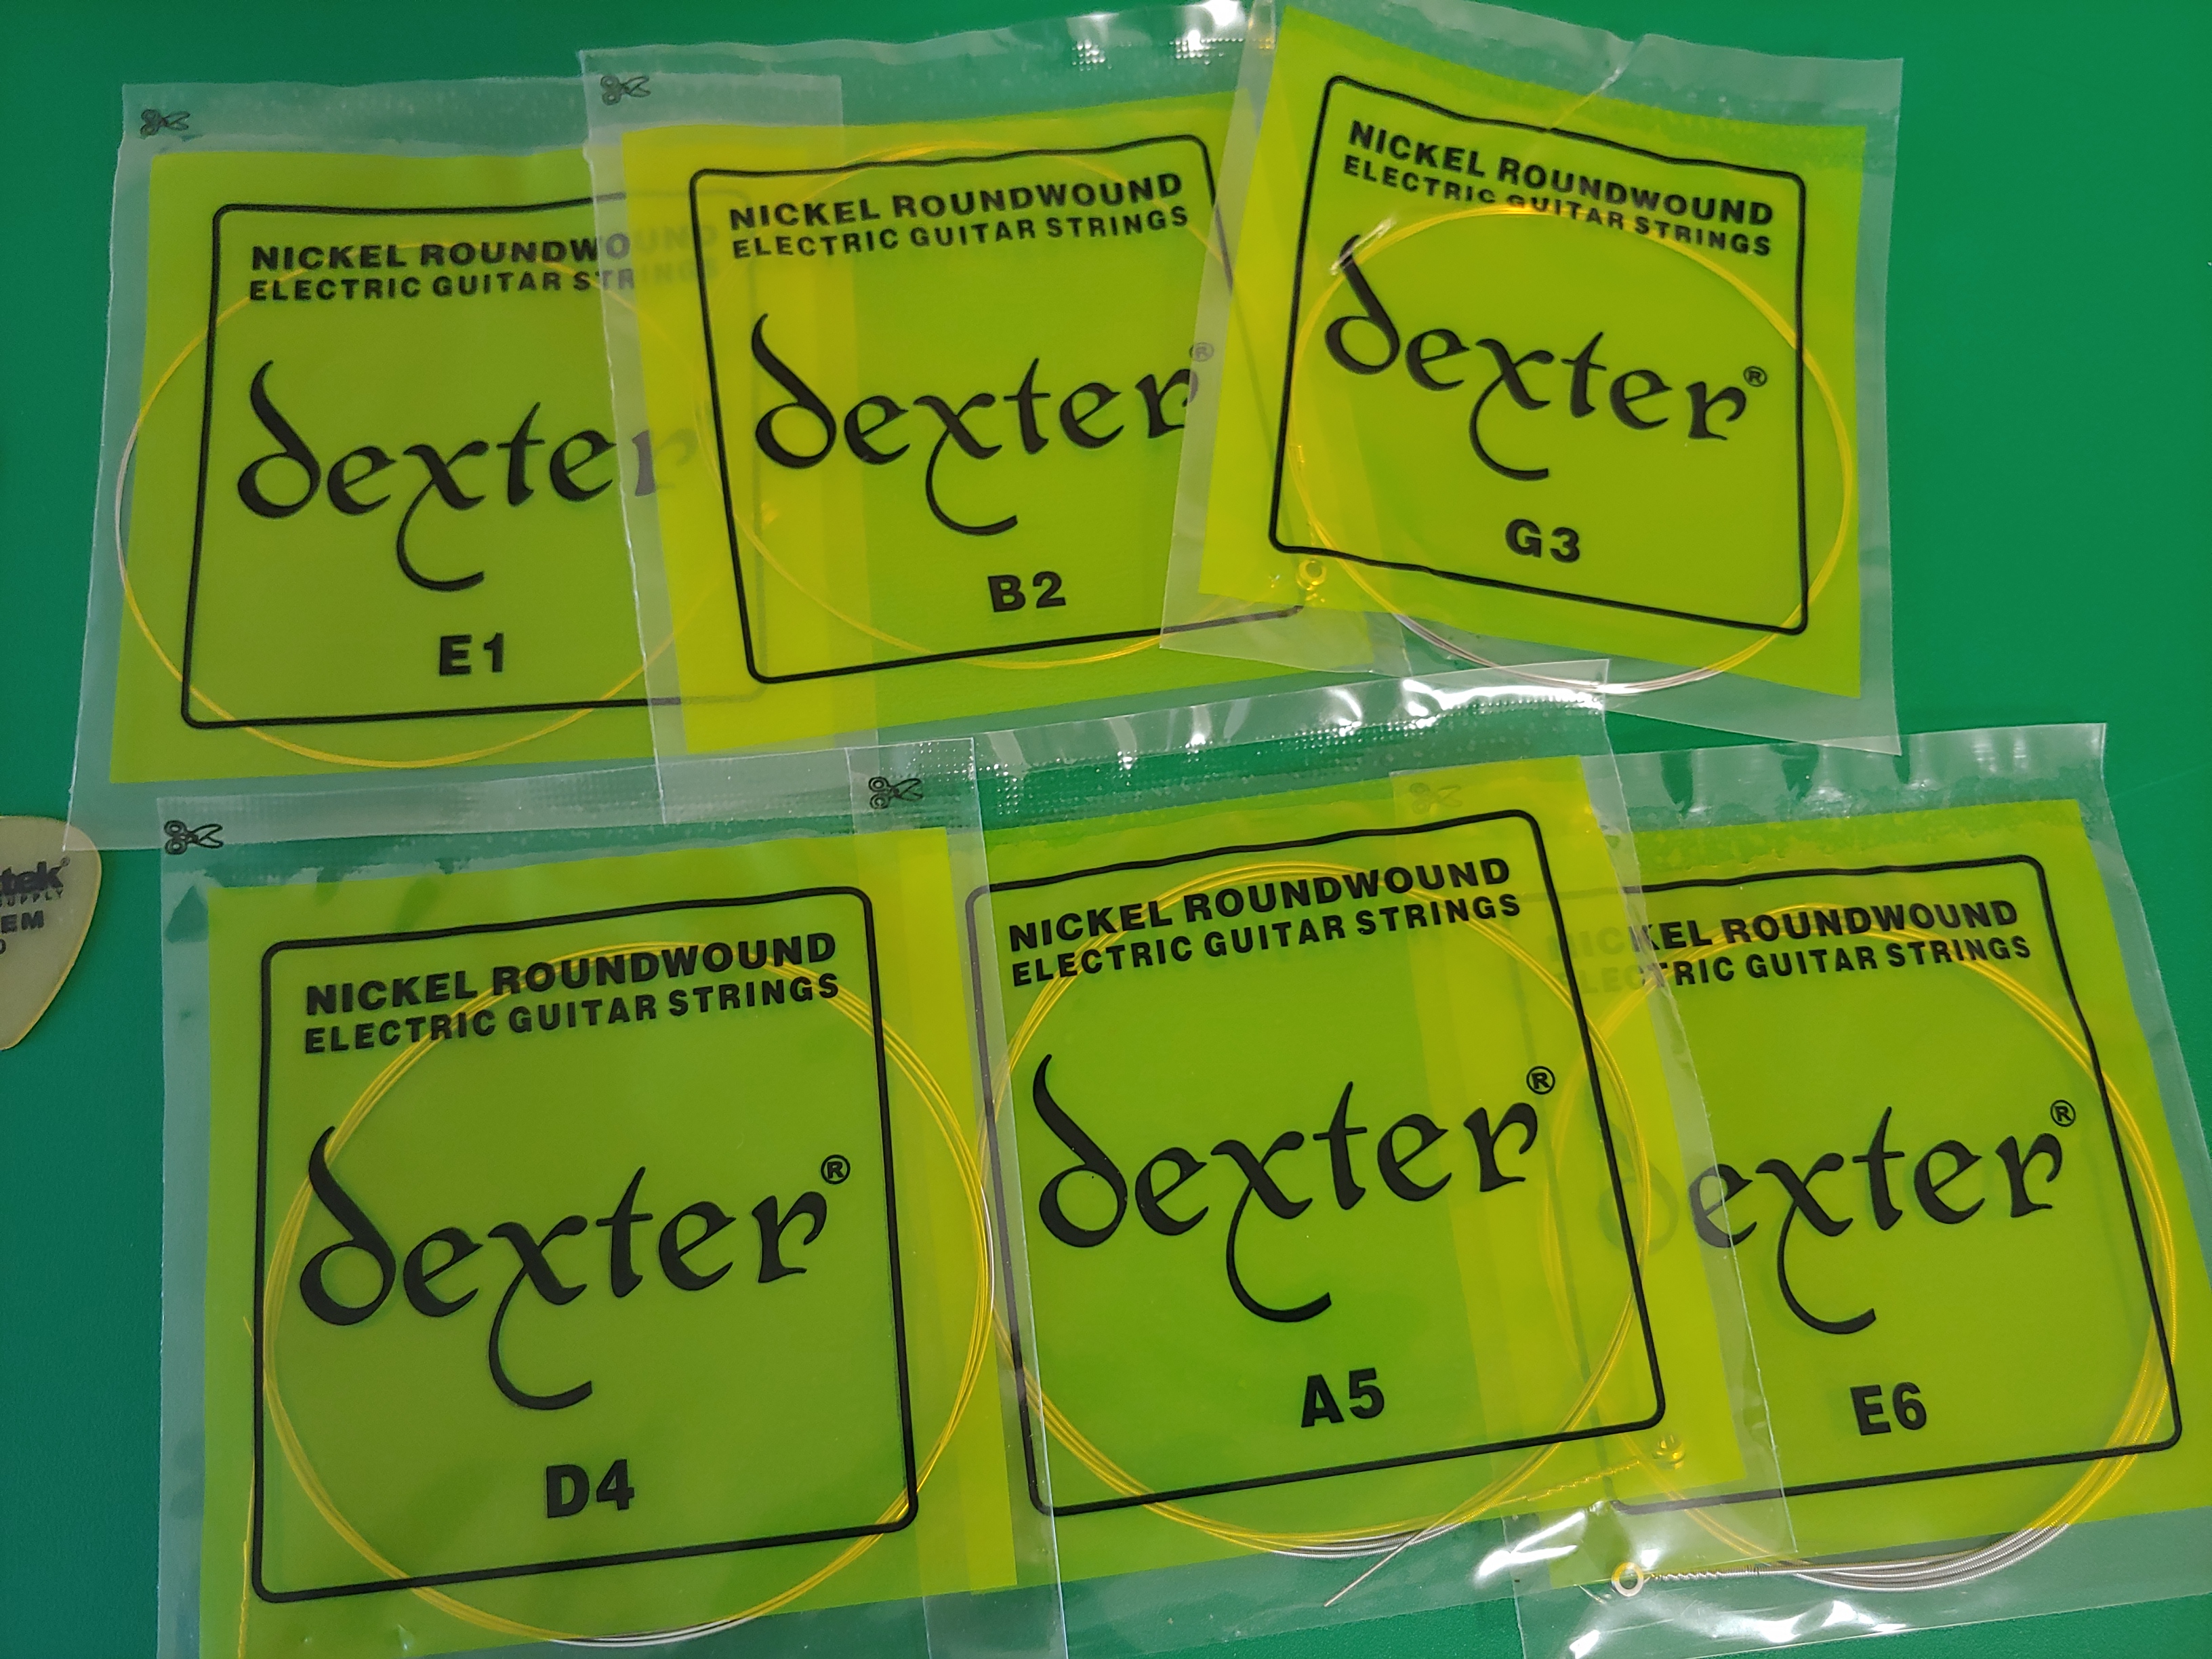 NICKEL ROUNDWOUND
ELECTRIC GUITAR STRINGS
dexter
E1
NICKEL ROUNDWOUND
ELECTRIC GUITAR STRINGS
dexter®
B2
NICKEL ROUNDWOUND
ELECTRIC GUITAR STRINGS
dexter®
G3
NICKEL ROUNDWOUND
ELECTRIC GUITAR STRINGS
dexter®
D4
NICKEL ROUNDWOUND
ELECTRIC GUITAR STRINGS
dexter®
A5
NICKEL ROUNDWOUND
ELECTRIC GUITAR STRINGS
dexter®
E6